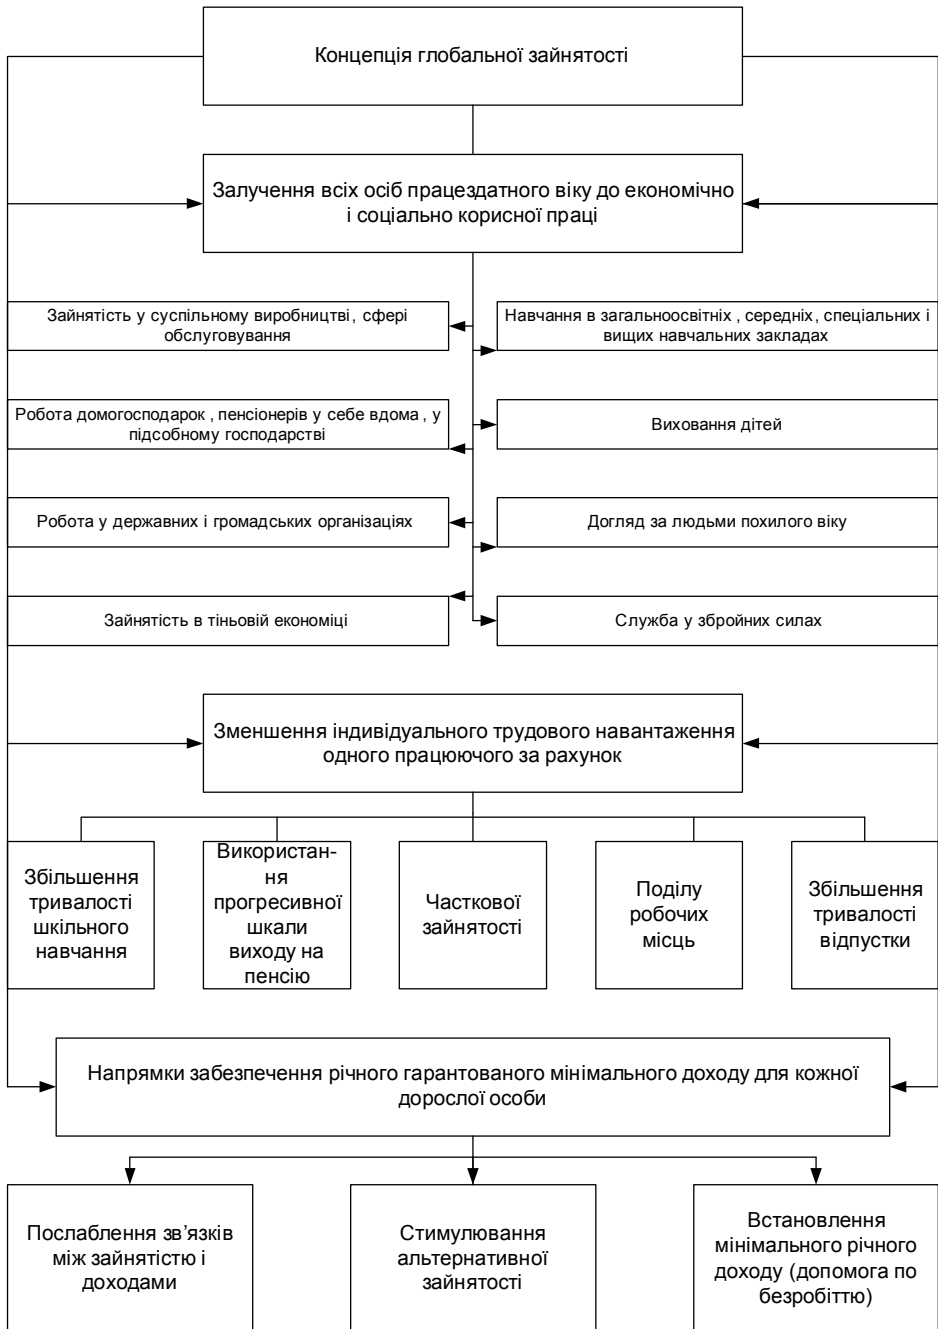 Концепція глобальної зайнятості
Залучення всіх осіб працездатного віку до економічно
і соціально корисної праці
Зайнятість у суспільному виробництві, сфері
обслуговування
Навчання в загальноосвітніх , середніх, спеціальних і
вищих навчальних закладах
Робота домогосподарок , пенсіонерів у себе вдома , у
підсобному господарстві
Виховання дітей
Робота у державних і громадських організаціях
Догляд за людьми похилого віку
Зайнятість в тіньовій економіці
Служба у збройних силах
Зменшення індивідуального трудового навантаження
одного працюючого за рахунок
Збільшення
тривалості
шкільного
навчання
Використан-
ня
прогресивної
шкали
виходу на
пенсію
Часткової
зайнятості
Поділу
робочих
місць
Збільшення
тривалості
відпустки
Напрямки забезпечення річного гарантованого мінімального доходу для кожної
дорослої особи
Послаблення зв’язків
між зайнятістю і
доходами
Стимулювання
альтернативної
зайнятості
Встановлення
мінімального річного
доходу (допомога по
безробіттю)